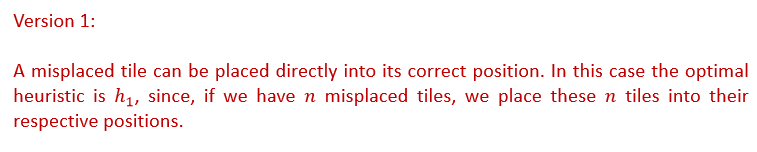 Version 1:
A misplaced tile can be placed directly into its correct position. In this case the optimal
heuristic is h₁, since, if we have n misplaced tiles, we place these n tiles into their
respective positions.